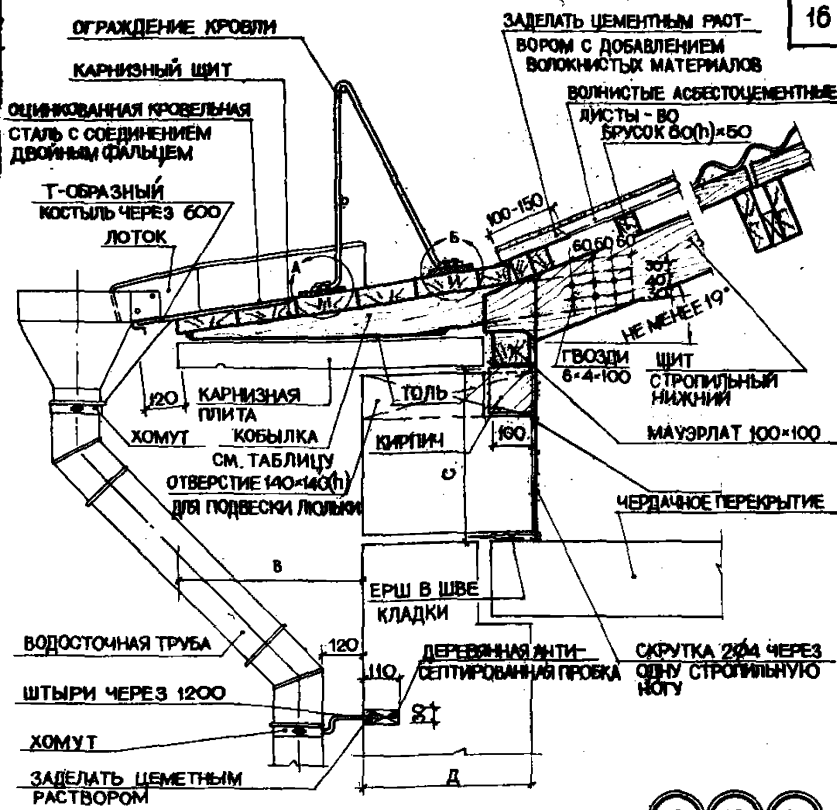 16
ОГРАЖДЕНИЕ КРОВЛИ
КАРНИЗНЫЙ ЩИТ
ОЦИНКОВАННАЯ КРОВЕЛЬНАЯ
СТАЛЬ С СОЕДИНЕНИЕМ
ДВОЙНЫМ ФАЛЬЦЕМ
Т-ОБРАЗНЫЙ
КОСТЫЛЬ ЧЕРЕЗ 600
ЛОТОК
ЗАДЕЛАТЬ ЦЕМЕНТНЫМ РАСТ-
ВОРОМ С ДОБАВЛЕНИЕМ
ВОЛОКНИСТЫХ МАТЕРИАЛОВ
ВОЛНИСТЫЕ АСБЕСТОЦЕМЕНТНЫЕ
ЛИСТЫ - ВО
БРУСОК 60(h)×50
100-150
А
Б
60 60 60
30
40
30
НЕ МЕНЕЕ 19°
ГВОЗДИ
6×4×100
ЩИТ
СТРОПИЛЬНЫЙ
НИЖНИЙ
120
КАРНИЗНАЯ
ПЛИТА
ТОЛЬ
ХОМУТ
КОБЫЛКА
СМ. ТАБЛИЦУ
КИРПИЧ
160
МАУЭРЛАТ 100×100
ОТВЕРСТИЕ 140×140(h)
ДЛЯ ПОДВЕСКИ ЛЮЛЬКИ
С
ЧЕРДАЧНОЕ ПЕРЕКРЫТИЕ
В
ЕРШ В ШВЕ
КЛАДКИ
ВОДОСТОЧНАЯ ТРУБА
120
110
ДЕРЕВЯННАЯ АНТИ-
СЕПТИРОВАННАЯ ПРОБКА
СКРУТКА 2Ø4 ЧЕРЕЗ
ОДНУ СТРОПИЛЬНУЮ
НОГУ
ШТЫРИ ЧЕРЕЗ 1200
50
ХОМУТ
ЗАДЕЛАТЬ ЦЕМЕТНЫМ
РАСТВОРОМ
Д